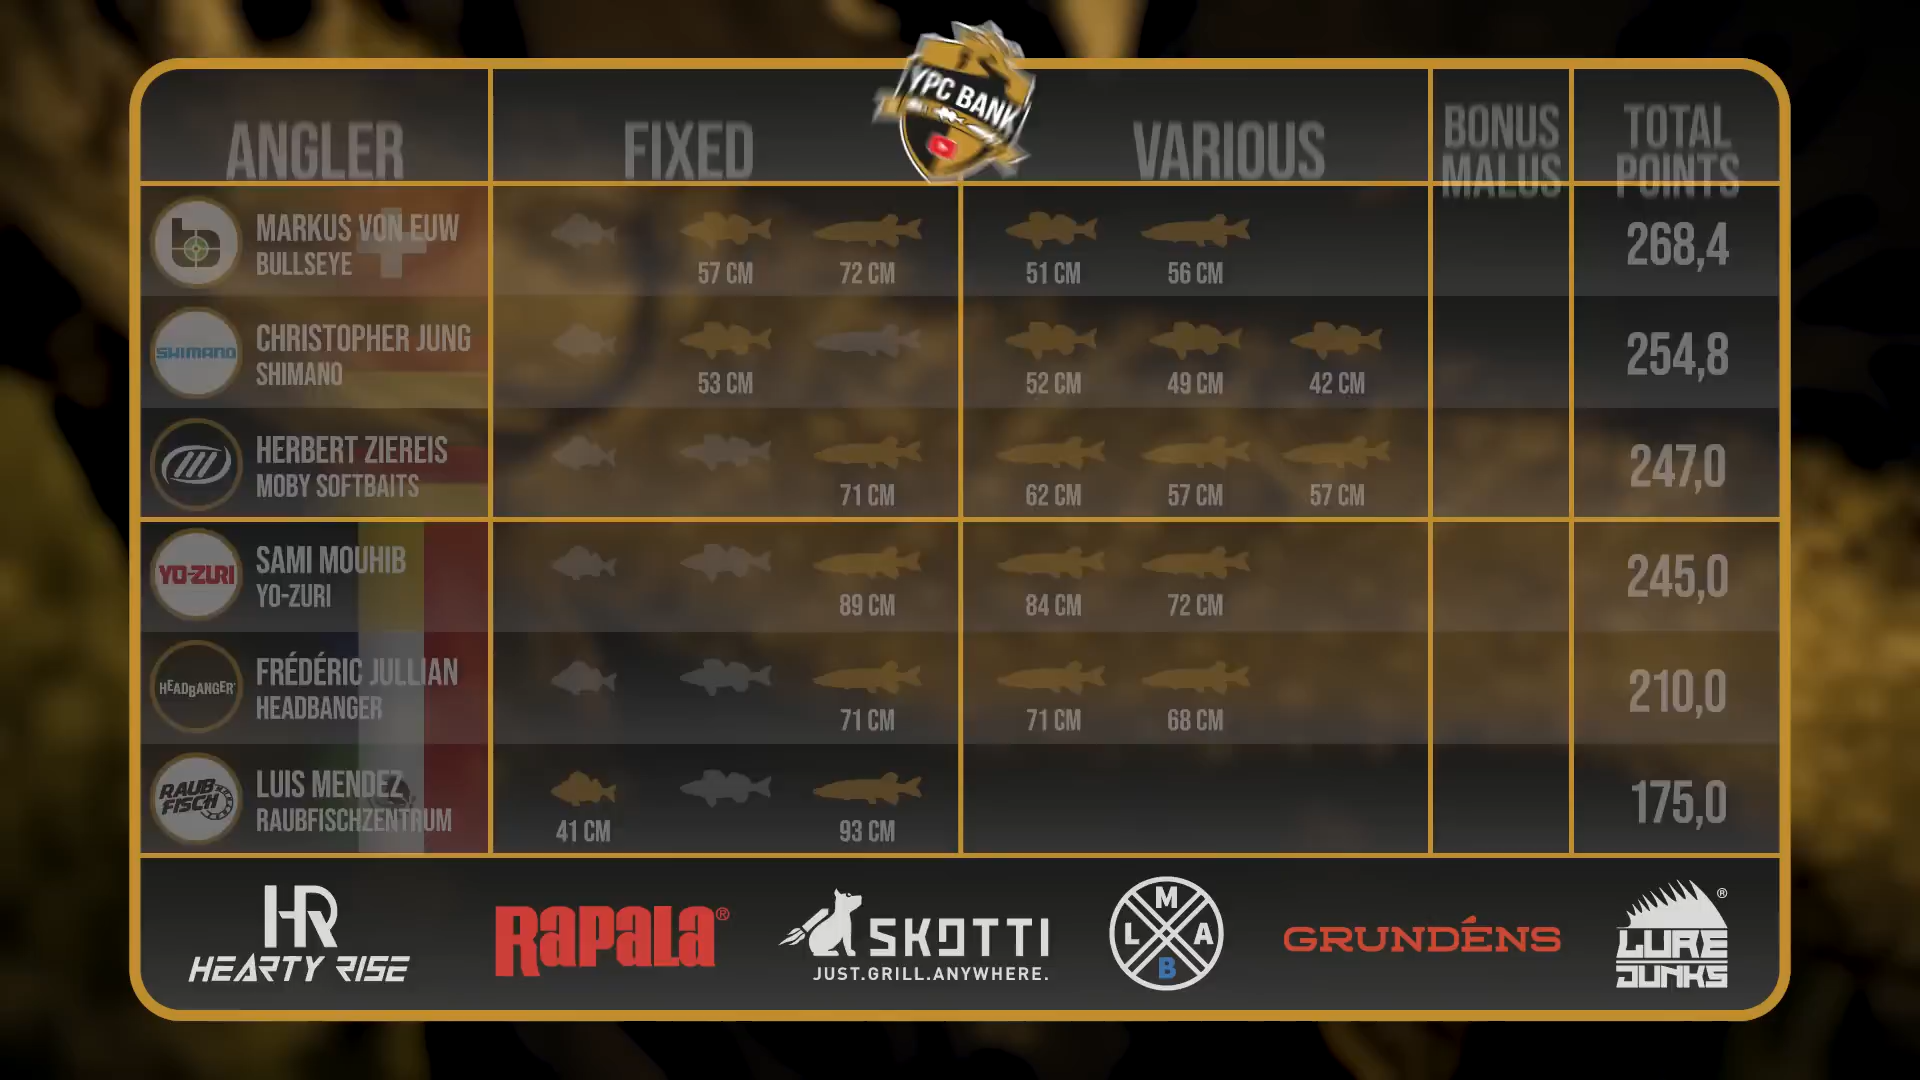 YPC BANK
ANGLER
FIXED
VARIOUS
BONUS
MALUS
TOTAL
POINTS
MARKUS VON EUW
BULLSEYE
57 CM
72 CM
51 CM
56 CM
268,4
SHIMANO
CHRISTOPHER JUNG
SHIMANO
53 CM
52 CM
49 CM
42 CM
254,8
HERBERT ZIEREIS
MOBY SOFTBAITS
71 CM
62 CM
57 CM
57 CM
247,0
YO-ZURI
SAMI MOUHIB
YO-ZURI
89 CM
84 CM
72 CM
245,0
HEADBANGER
FRÉDÉRIC JULLIAN
HEADBANGER
71 CM
71 CM
68 CM
210,0
RAUB
FISCH
LUIS MENDEZ
RAUBFISCHZENTRUM
41 CM
93 CM
175,0
HR
HEARTY RISE
RAPALA®
SKOTTI
JUST.GRILL.ANYWHERE.
M
L A
B
GRUNDÉNS
LURE
JUNKS®